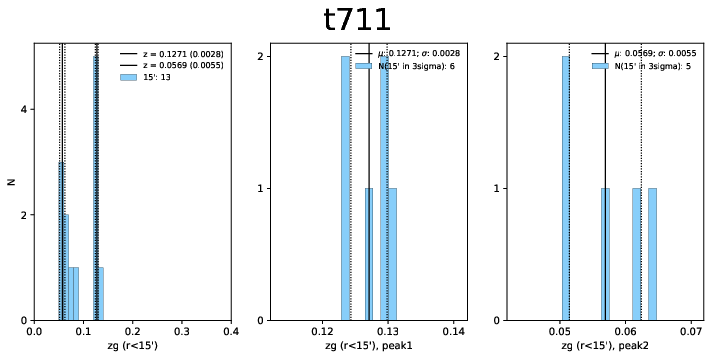 t711
z = 0.1271 (0.0028)
z = 0.0569 (0.0055)
15': 13
N
4
2
0
0.0 0.1 0.2 0.3 0.4
zg (r<15')
μ: 0.1271; σ: 0.0028
N(15' in 3sigma): 6
2
1
0
0.12 0.13 0.14
zg (r<15'), peak1
μ: 0.0569; σ: 0.0055
N(15' in 3sigma): 5
2
1
0
0.05 0.06 0.07
zg (r<15'), peak2